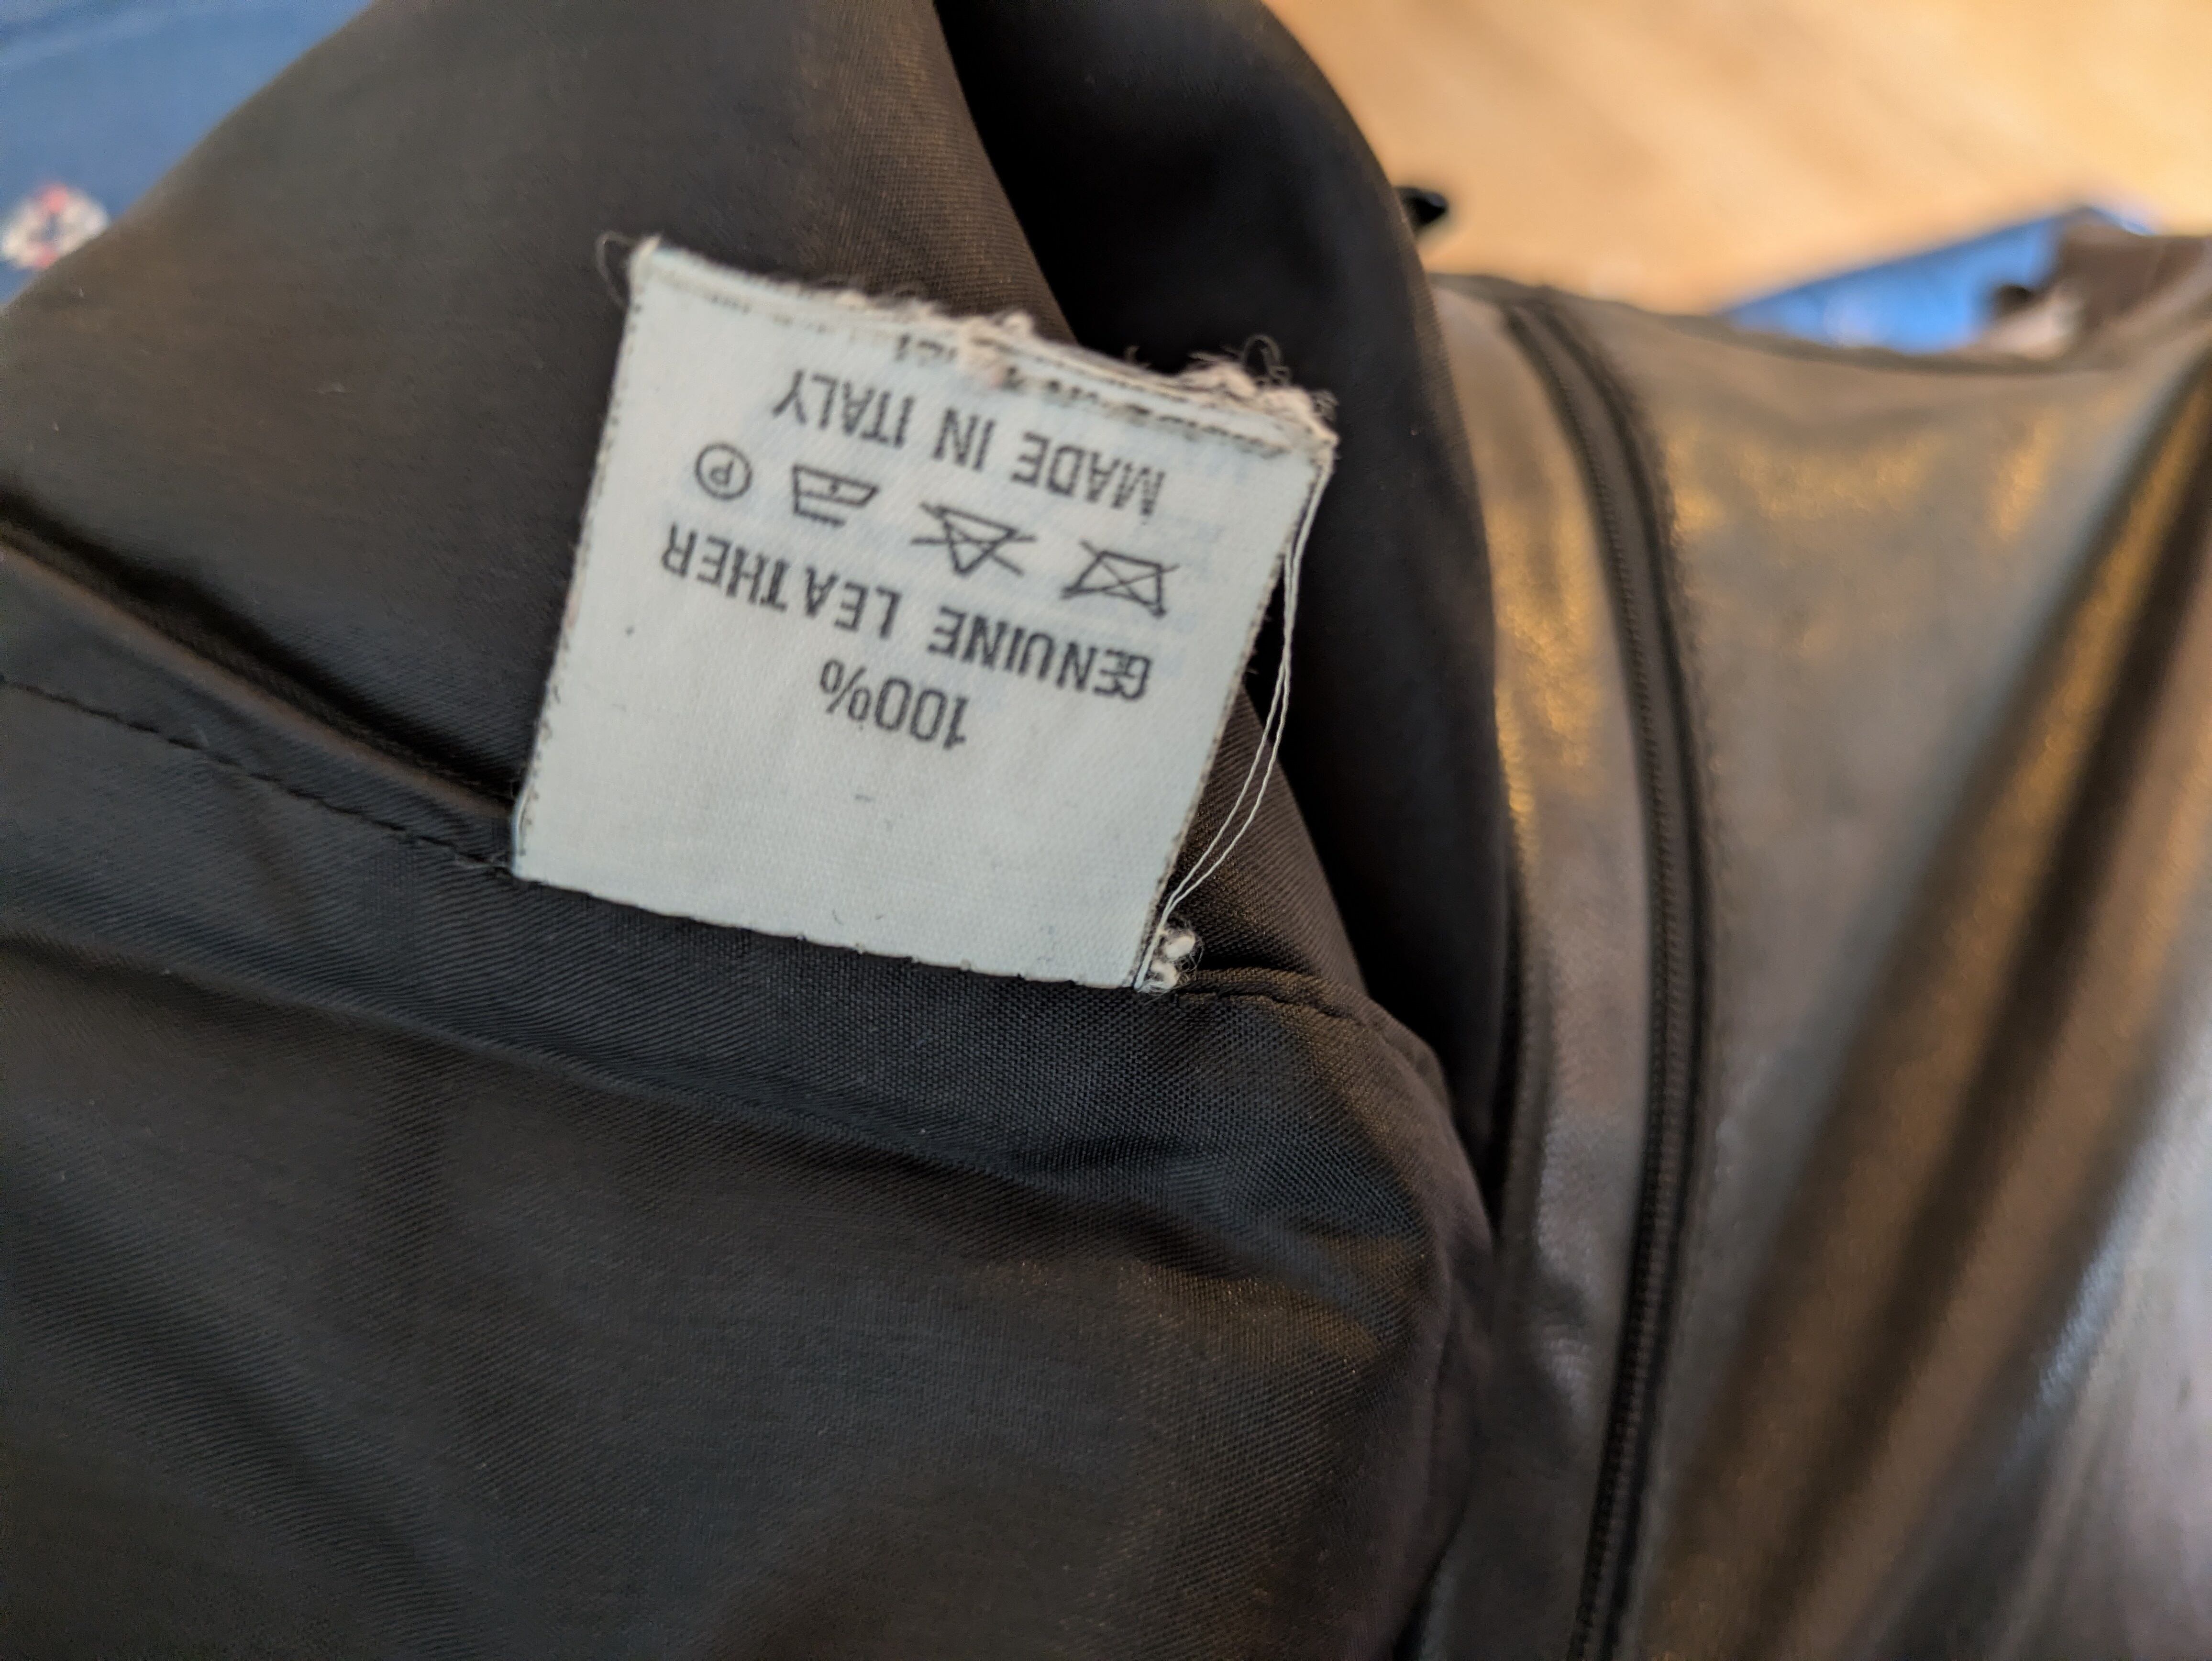 100%
GENUINE LEATHER
P
MADE IN ITALY